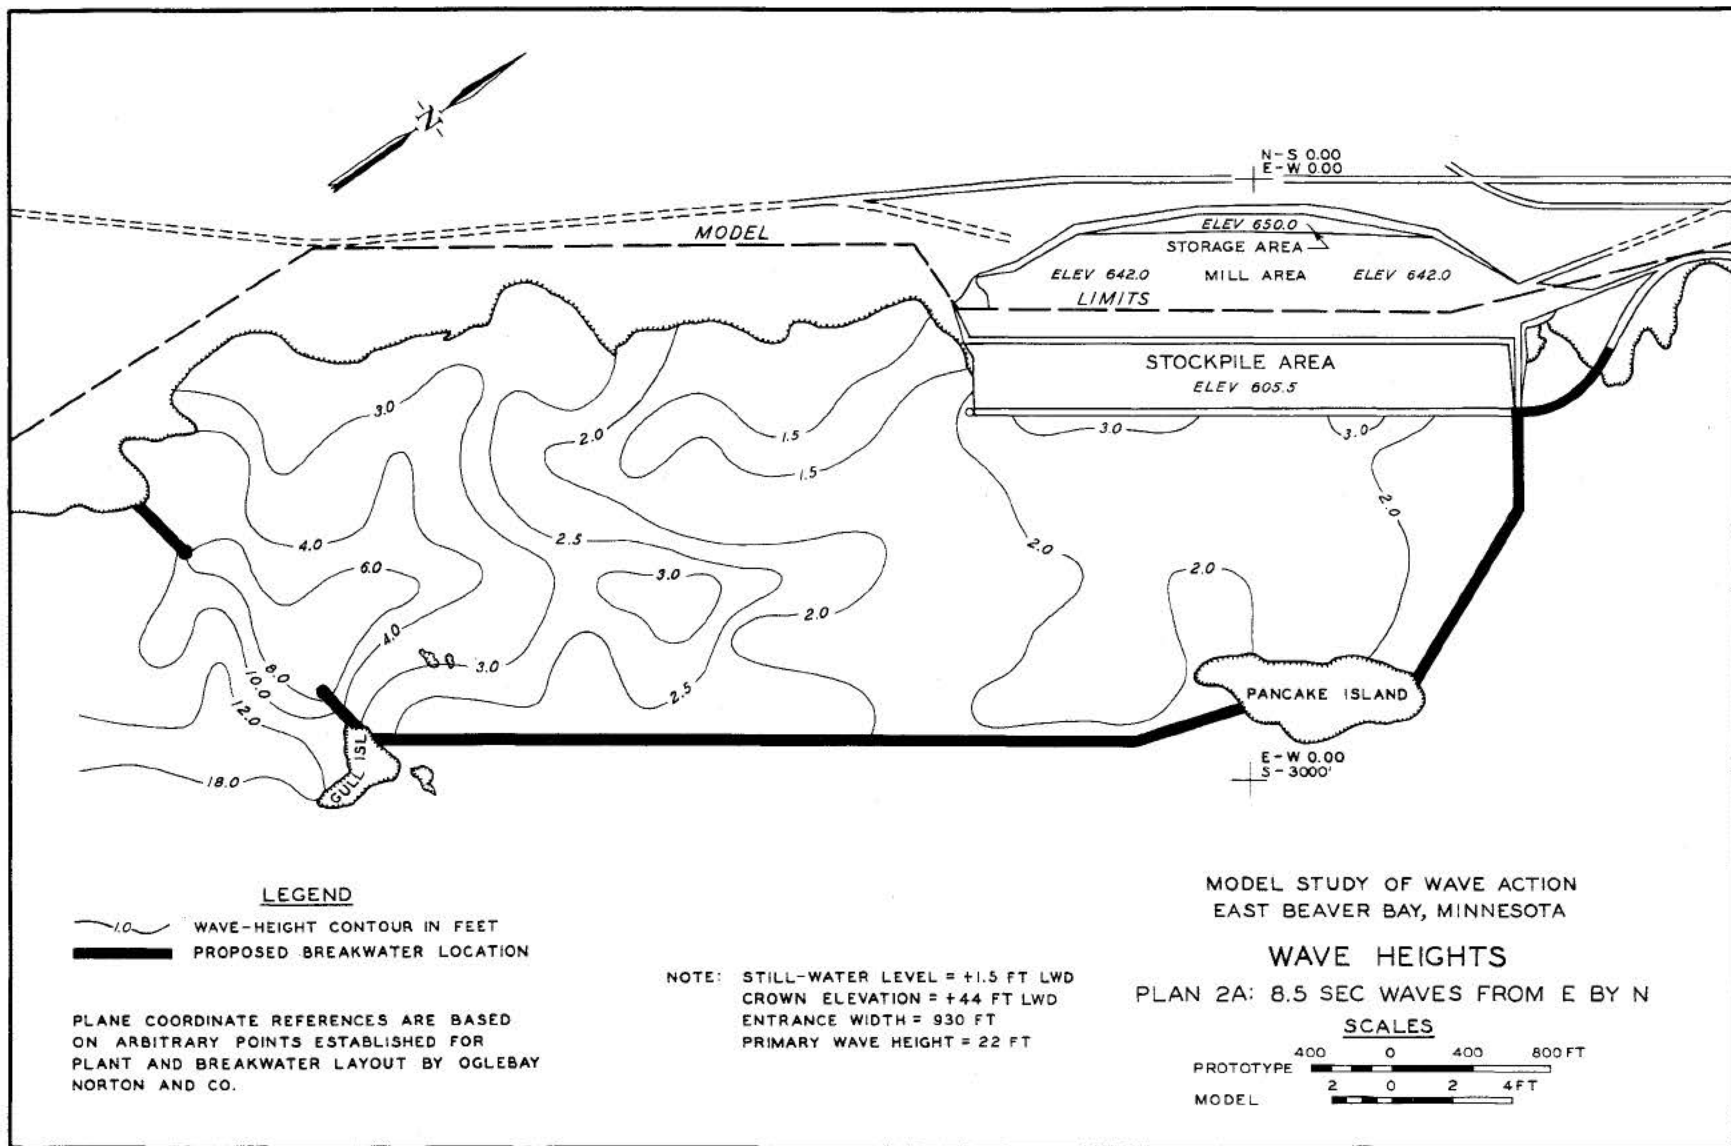 N
N-S 0.00
E-W 0.00
MODEL
ELEV 650.0
STORAGE AREA
ELEV 642.0
MILL AREA
ELEV 642.0
LIMITS
STOCKPILE AREA
ELEV 605.5
3.0
2.0
1.5
1.5
3.0
3.0
2.0
4.0
2.5
2.0
6.0
3.0
2.0
2.0
4.0
3.0
8.0
10.0
12.0
2.5
18.0
GULL ISL
PANCAKE ISLAND
E-W 0.00
S-3000'
LEGEND
1.0 WAVE-HEIGHT CONTOUR IN FEET
PROPOSED BREAKWATER LOCATION
PLANE COORDINATE REFERENCES ARE BASED
ON ARBITRARY POINTS ESTABLISHED FOR
PLANT AND BREAKWATER LAYOUT BY OGLEBAY
NORTON AND CO.
NOTE: STILL-WATER LEVEL = +1.5 FT LWD
CROWN ELEVATION = +44 FT LWD
ENTRANCE WIDTH = 930 FT
PRIMARY WAVE HEIGHT = 22 FT
MODEL STUDY OF WAVE ACTION
EAST BEAVER BAY, MINNESOTA
WAVE HEIGHTS
PLAN 2A: 8.5 SEC WAVES FROM E BY N
SCALES
400 0 400 800 FT
PROTOTYPE
2 0 2 4 FT
MODEL